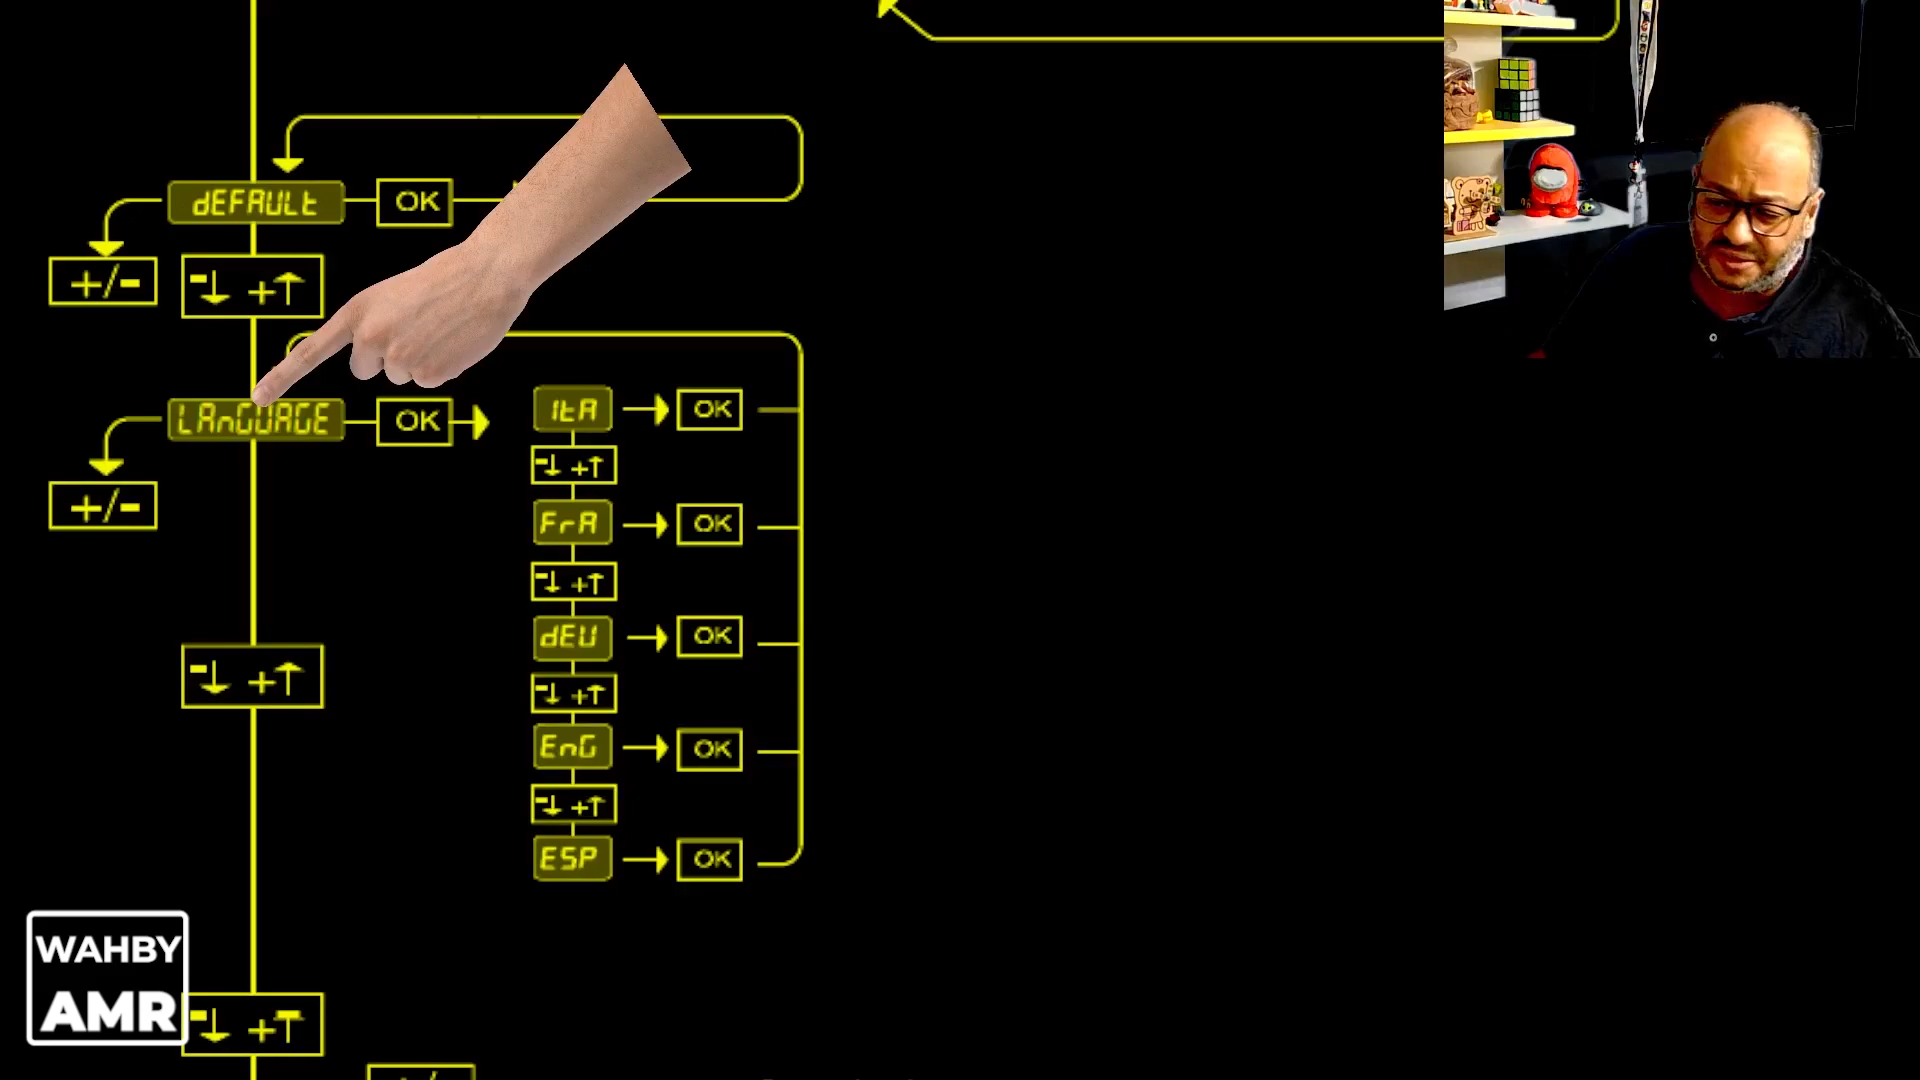 dEFAULt OK
+/- -↓ +↑
LAnGUAGE OK
ItA OK
-↓ +↑
+/-
FrA OK
-↓ +↑
dEU OK
-↓ +↑
-↓ +↑
EnG OK
-↓ +↑
ESP OK
WAHBY
AMR
-↓ +↑